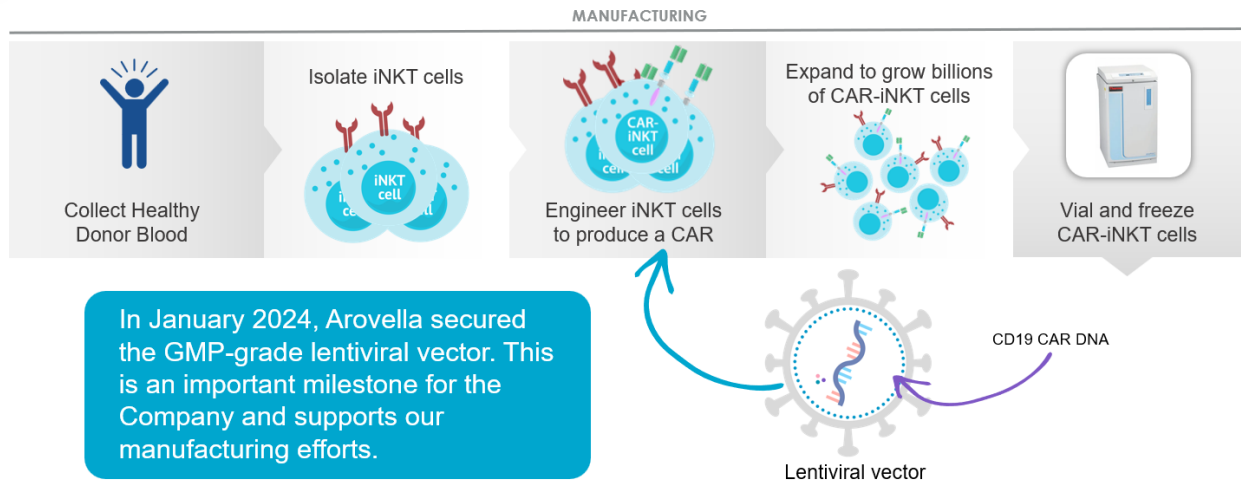 MANUFACTURING
Collect Healthy
Donor Blood
Isolate iNKT cells
iNKT
cell
Engineer iNKT cells
to produce a CAR
CAR-
iNKT
cell
Expand to grow billions
of CAR-iNKT cells
Vial and freeze
CAR-iNKT cells
In January 2024, Arovella secured
the GMP-grade lentiviral vector. This
is an important milestone for the
Company and supports our
manufacturing efforts.
CD19 CAR DNA
Lentiviral vector